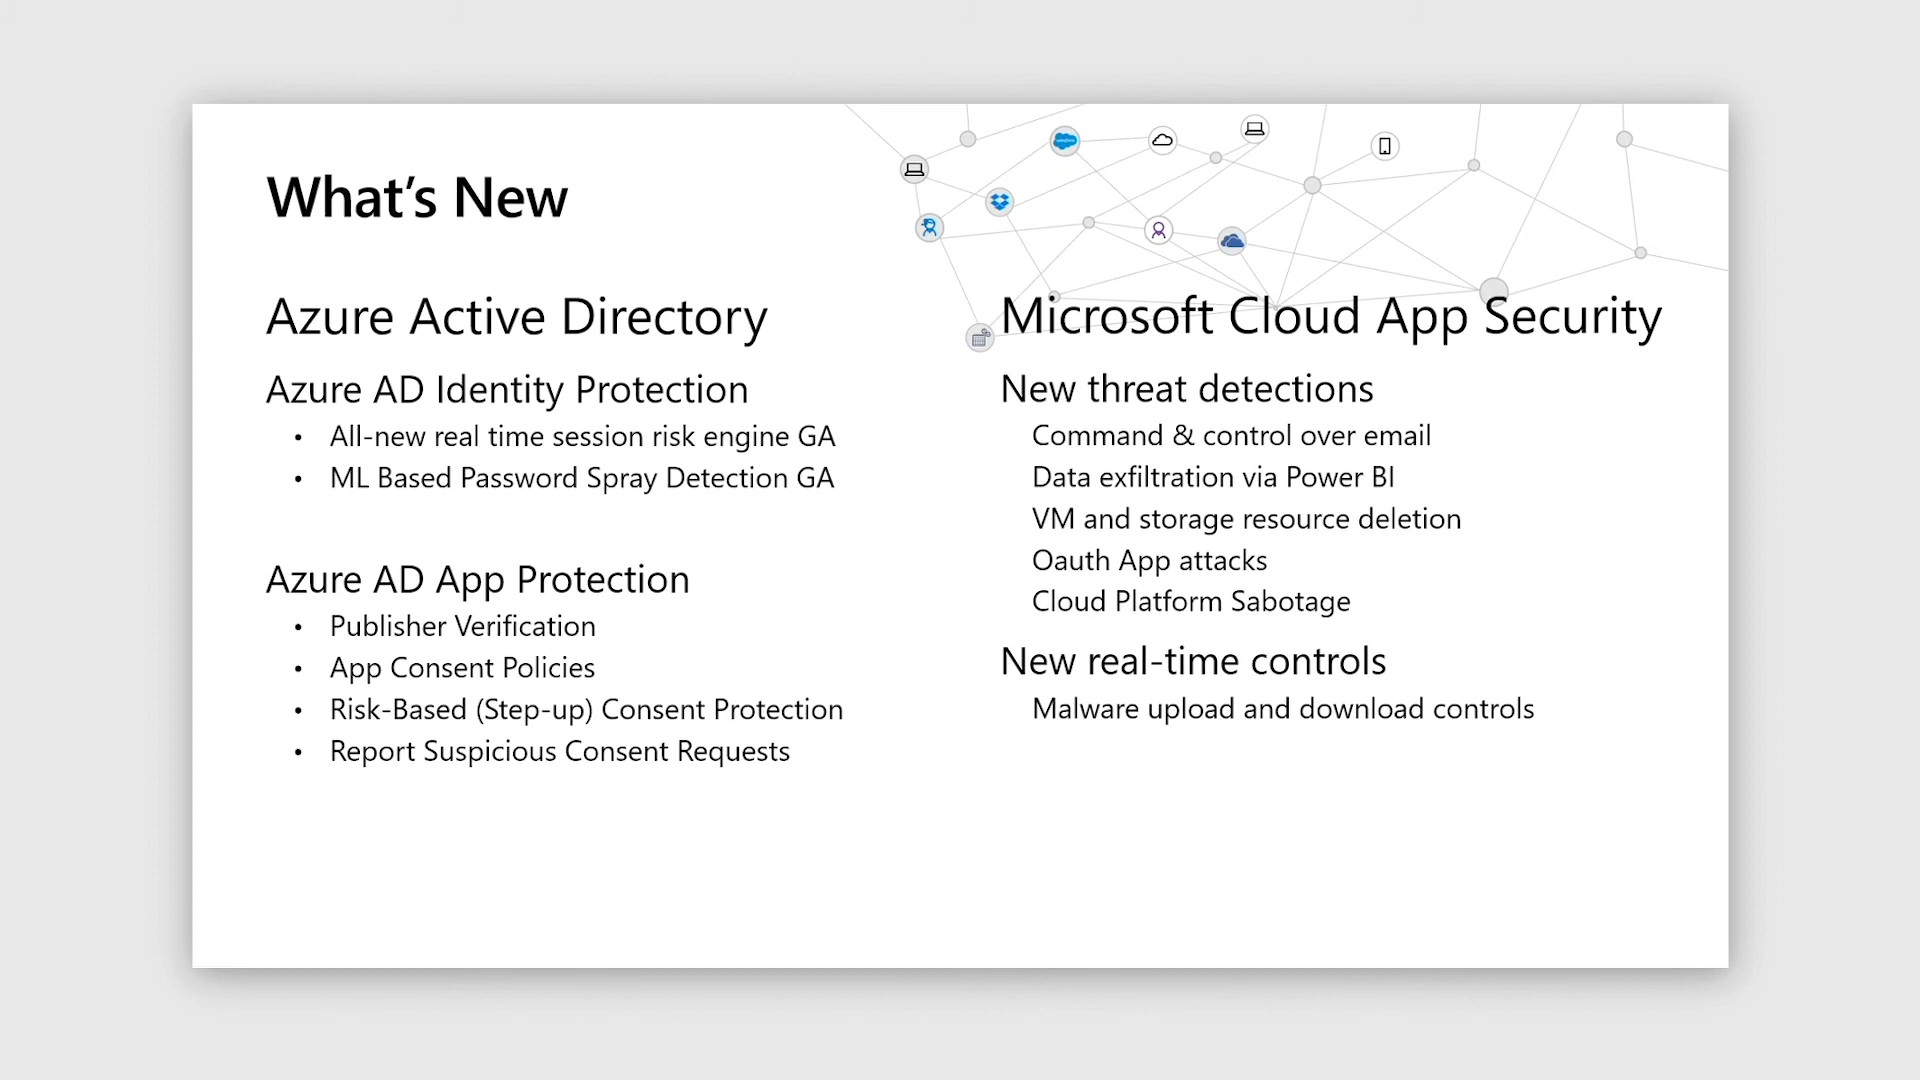 What's New
Azure Active Directory
Azure AD Identity Protection
• All-new real time session risk engine GA
• ML Based Password Spray Detection GA
Azure AD App Protection
• Publisher Verification
• App Consent Policies
• Risk-Based (Step-up) Consent Protection
• Report Suspicious Consent Requests
Microsoft Cloud App Security
New threat detections
Command & control over email
Data exfiltration via Power BI
VM and storage resource deletion
Oauth App attacks
Cloud Platform Sabotage
New real-time controls
Malware upload and download controls